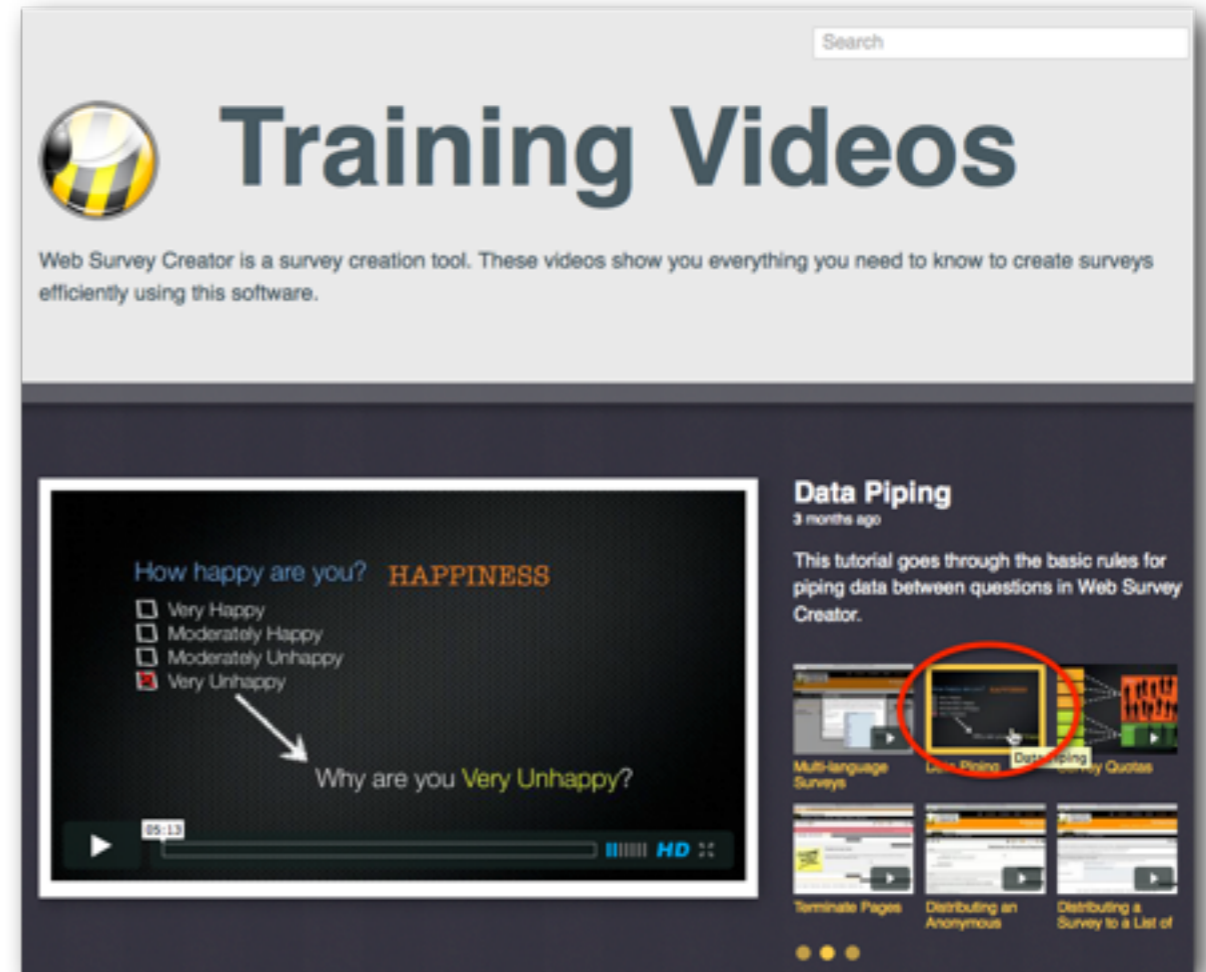 Search
Training Videos
Web Survey Creator is a survey creation tool. These videos show you everything you need to know to create surveys
efficiently using this software.
How happy are you? HAPPINESS
Very Happy
Moderately Happy
Moderately Unhappy
Very Unhappy
Why are you Very Unhappy?
05:13
HD
Data Piping
3 months ago
This tutorial goes through the basic rules for
piping data between questions in Web Survey
Creator.
Multi-language
Surveys
Data Piping
Data Piping
Quotas
Terminate Pages
Distributing an
Anonymous
Distributing a
Survey to a List of